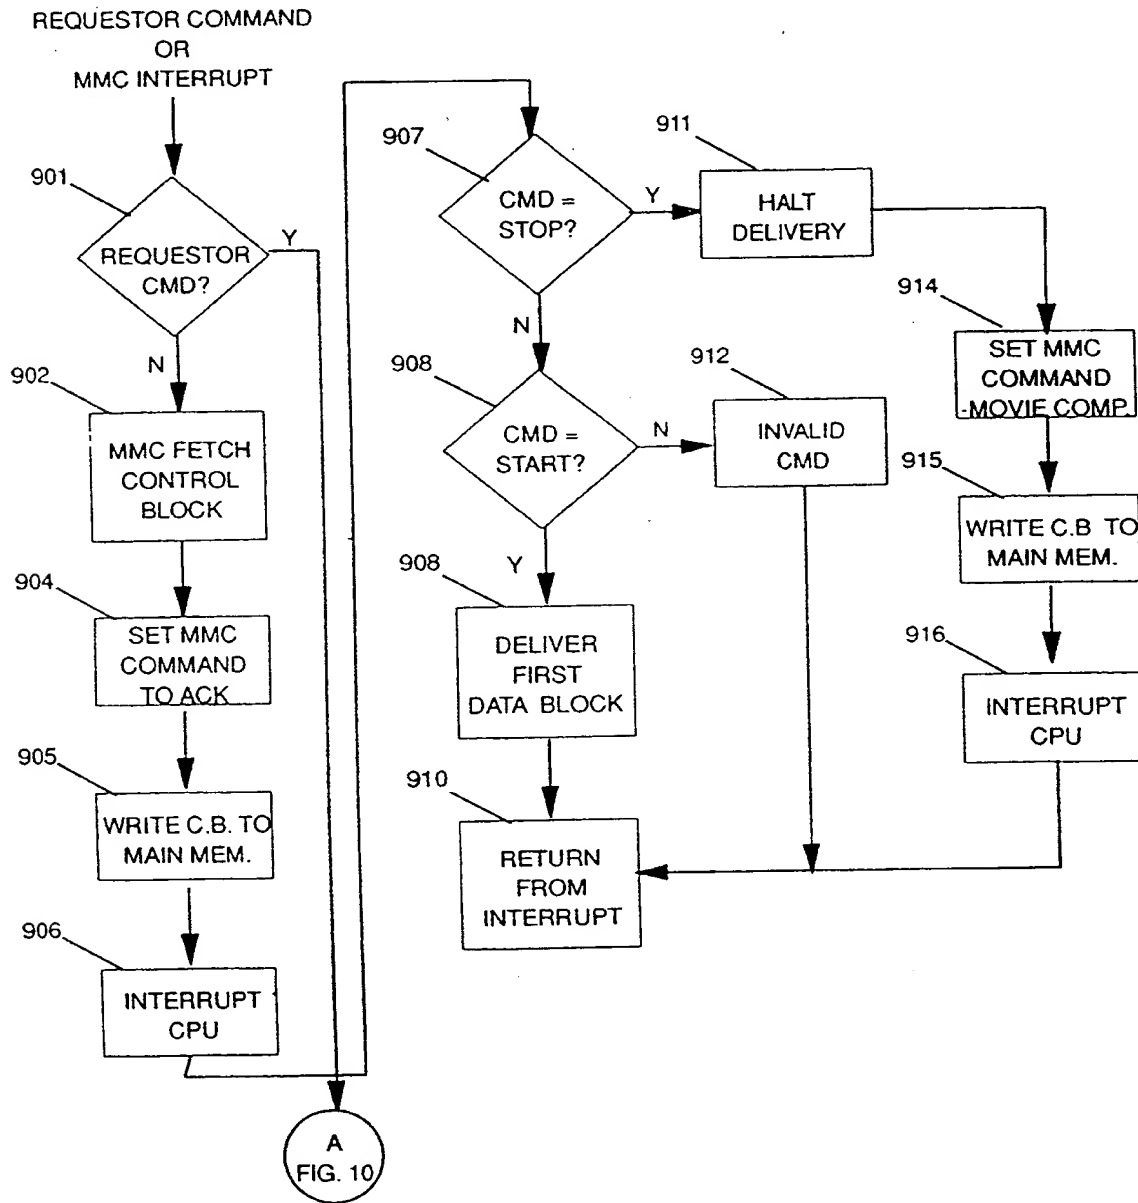 REQUESTOR COMMAND
OR
MMC INTERRUPT
901
REQUESTOR
CMD?
Y
N
902
MMC FETCH
CONTROL
BLOCK
904
SET MMC
COMMAND
TO ACK
905
WRITE C.B. TO
MAIN MEM.
906
INTERRUPT
CPU
A
FIG. 10
907
CMD =
STOP?
Y
N
911
HALT
DELIVERY
908
CMD =
START?
N
Y
912
INVALID
CMD
908
DELIVER
FIRST
DATA BLOCK
910
RETURN
FROM
INTERRUPT
914
SET MMC
COMMAND
-MOVIE COMP.
915
WRITE C.B TO
MAIN MEM.
916
INTERRUPT
CPU